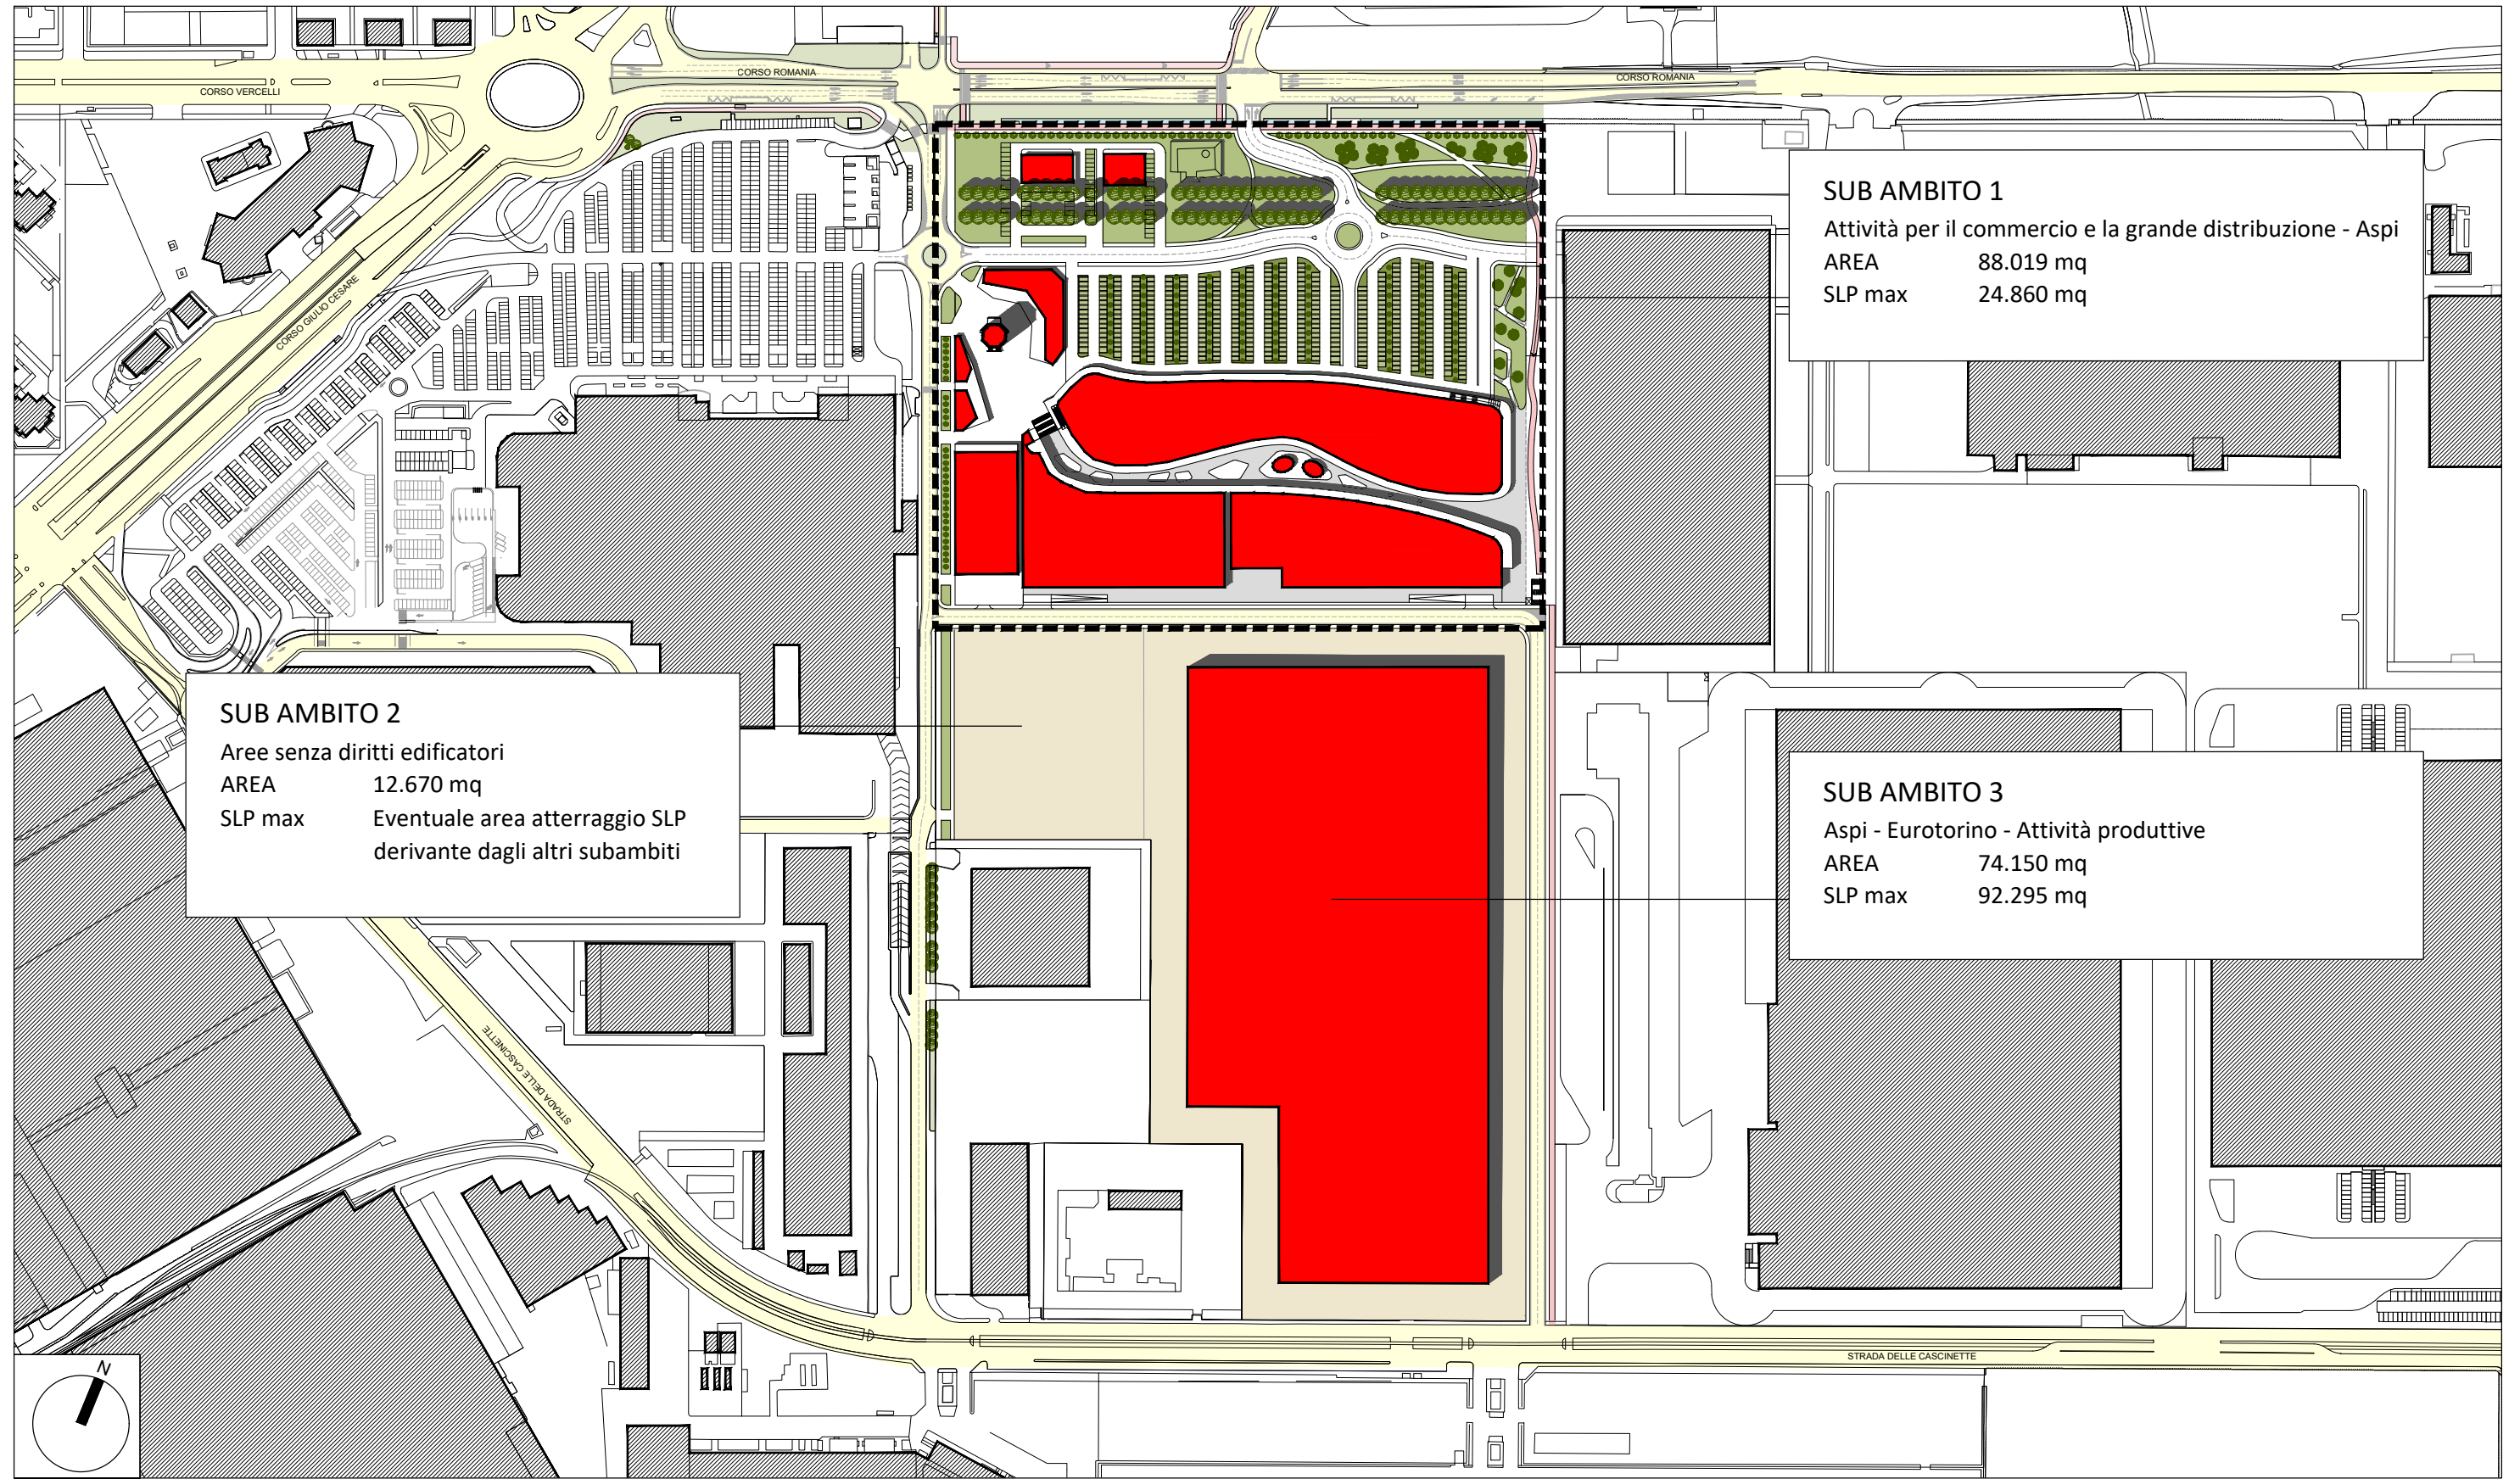 CORSO VERCELLI
CORSO ROMANIA
CORSO ROMANIA
CORSO GIULIO CESARE
SUB AMBITO 1
Attività per il commercio e la grande distribuzione - Aspi
AREA 88.019 mq
SLP max 24.860 mq
SUB AMBITO 2
Aree senza diritti edificatori
AREA 12.670 mq
SLP max Eventuale area atterraggio SLP
derivante dagli altri subambiti
SUB AMBITO 3
Aspi - Eurotorino - Attività produttive
AREA 74.150 mq
SLP max 92.295 mq
STRADA DELLE CASCINETTE
STRADA DELLE CASCINETTE
N